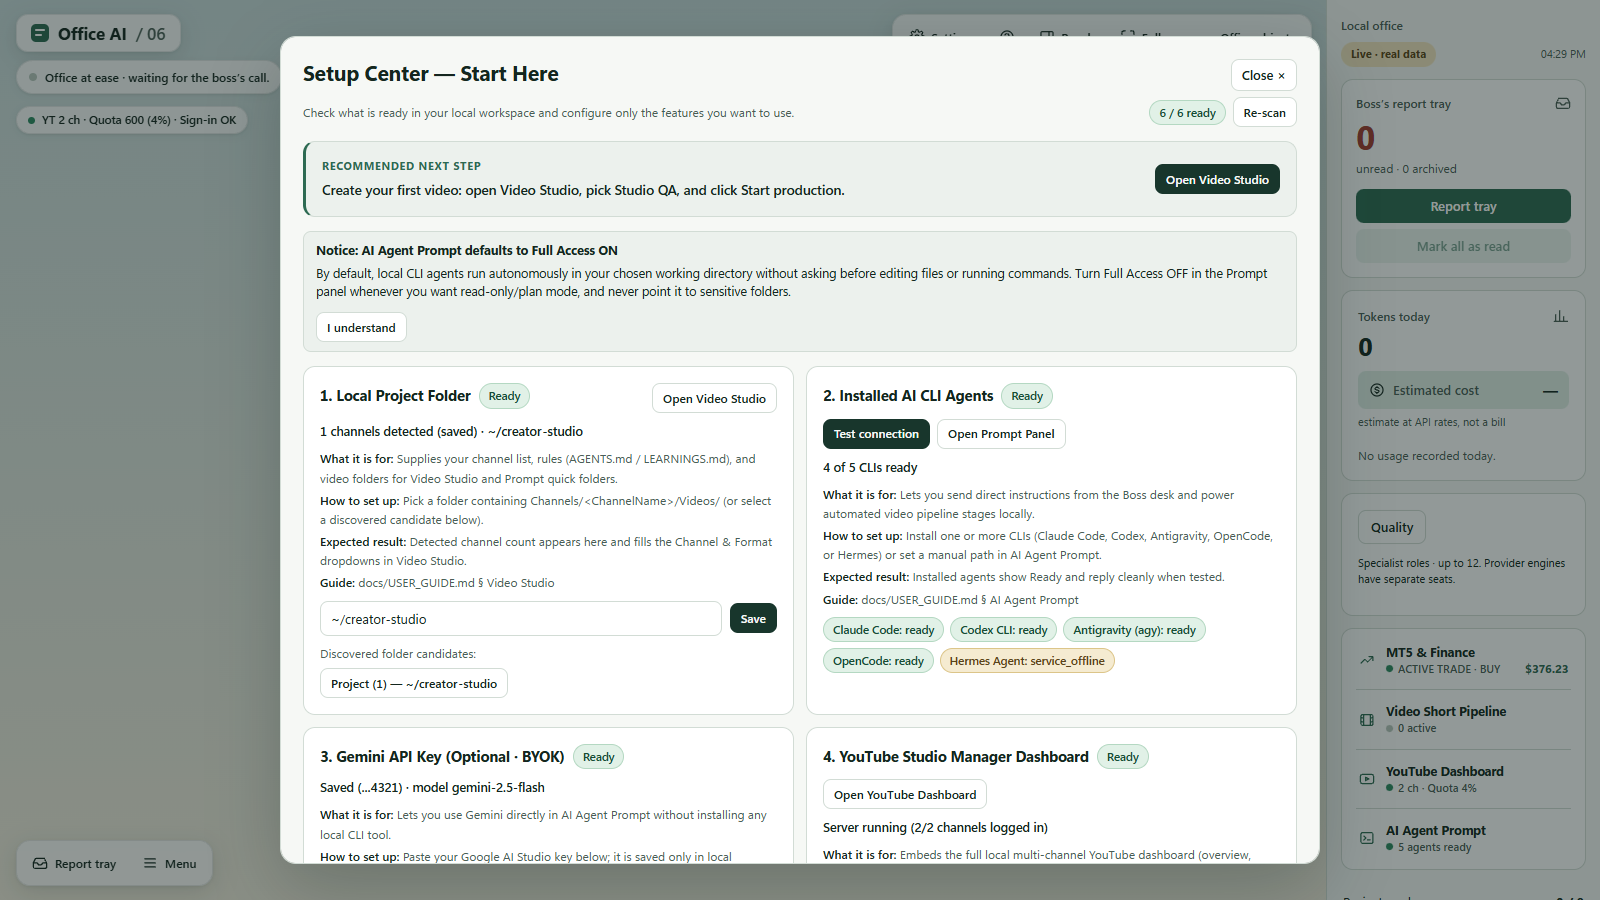 Office AI / 06
Office at ease · waiting for the boss's call.
YT 2 ch · Quota 600 (4%) · Sign-in OK
Setup Center — Start Here
Close ×
Check what is ready in your local workspace and configure only the features you want to use.
6 / 6 ready
Re-scan
RECOMMENDED NEXT STEP
Create your first video: open Video Studio, pick Studio QA, and click Start production.
Open Video Studio
Notice: AI Agent Prompt defaults to Full Access ON
By default, local CLI agents run autonomously in your chosen working directory without asking before editing files or running commands. Turn Full Access OFF in the Prompt
panel whenever you want read-only/plan mode, and never point it to sensitive folders.
I understand
1. Local Project Folder
Ready
Open Video Studio
1 channels detected (saved) · ~/creator-studio
What it is for: Supplies your channel list, rules (AGENTS.md / LEARNINGS.md), and
video folders for Video Studio and Prompt quick folders.
How to set up: Pick a folder containing Channels/<ChannelName>/Videos/ (or select
a discovered candidate below).
Expected result: Detected channel count appears here and fills the Channel & Format
dropdowns in Video Studio.
Guide: docs/USER_GUIDE.md § Video Studio
~/creator-studio
Save
Discovered folder candidates:
Project (1) — ~/creator-studio
2. Installed AI CLI Agents
Ready
Test connection
Open Prompt Panel
4 of 5 CLIs ready
What it is for: Lets you send direct instructions from the Boss desk and power
automated video pipeline stages locally.
How to set up: Install one or more CLIs (Claude Code, Codex, Antigravity, OpenCode,
or Hermes) or set a manual path in AI Agent Prompt.
Expected result: Installed agents show Ready and reply cleanly when tested.
Guide: docs/USER_GUIDE.md § AI Agent Prompt
Claude Code: ready
Codex CLI: ready
Antigravity (agy): ready
OpenCode: ready
Hermes Agent: service_offline
3. Gemini API Key (Optional · BYOK)
Ready
Saved (...4321) · model gemini-2.5-flash
What it is for: Lets you use Gemini directly in AI Agent Prompt without installing any
local CLI tool.
How to set up: Paste your Google AI Studio key below; it is saved only in local
4. YouTube Studio Manager Dashboard
Ready
Open YouTube Dashboard
Server running (2/2 channels logged in)
What it is for: Embeds the full local multi-channel YouTube dashboard (overview,
Local office
Live · real data
04:29 PM
Boss's report tray
0
unread · 0 archived
Report tray
Mark all as read
Tokens today
0
Estimated cost —
estimate at API rates, not a bill
No usage recorded today.
Quality
Specialist roles · up to 12. Provider engines
have separate seats.
MT5 & Finance
ACTIVE TRADE · BUY $376.23
Video Short Pipeline
0 active
YouTube Dashboard
2 ch · Quota 4%
AI Agent Prompt
5 agents ready
Report tray
Menu